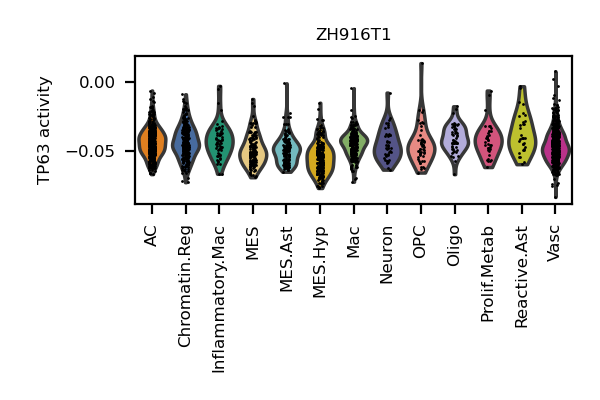 ZH916T1
TP63 activity
0.00
−0.05
AC
Chromatin.Reg
Inflammatory.Mac
MES
MES.Ast
MES.Hyp
Mac
Neuron
OPC
Oligo
Prolif.Metab
Reactive.Ast
Vasc